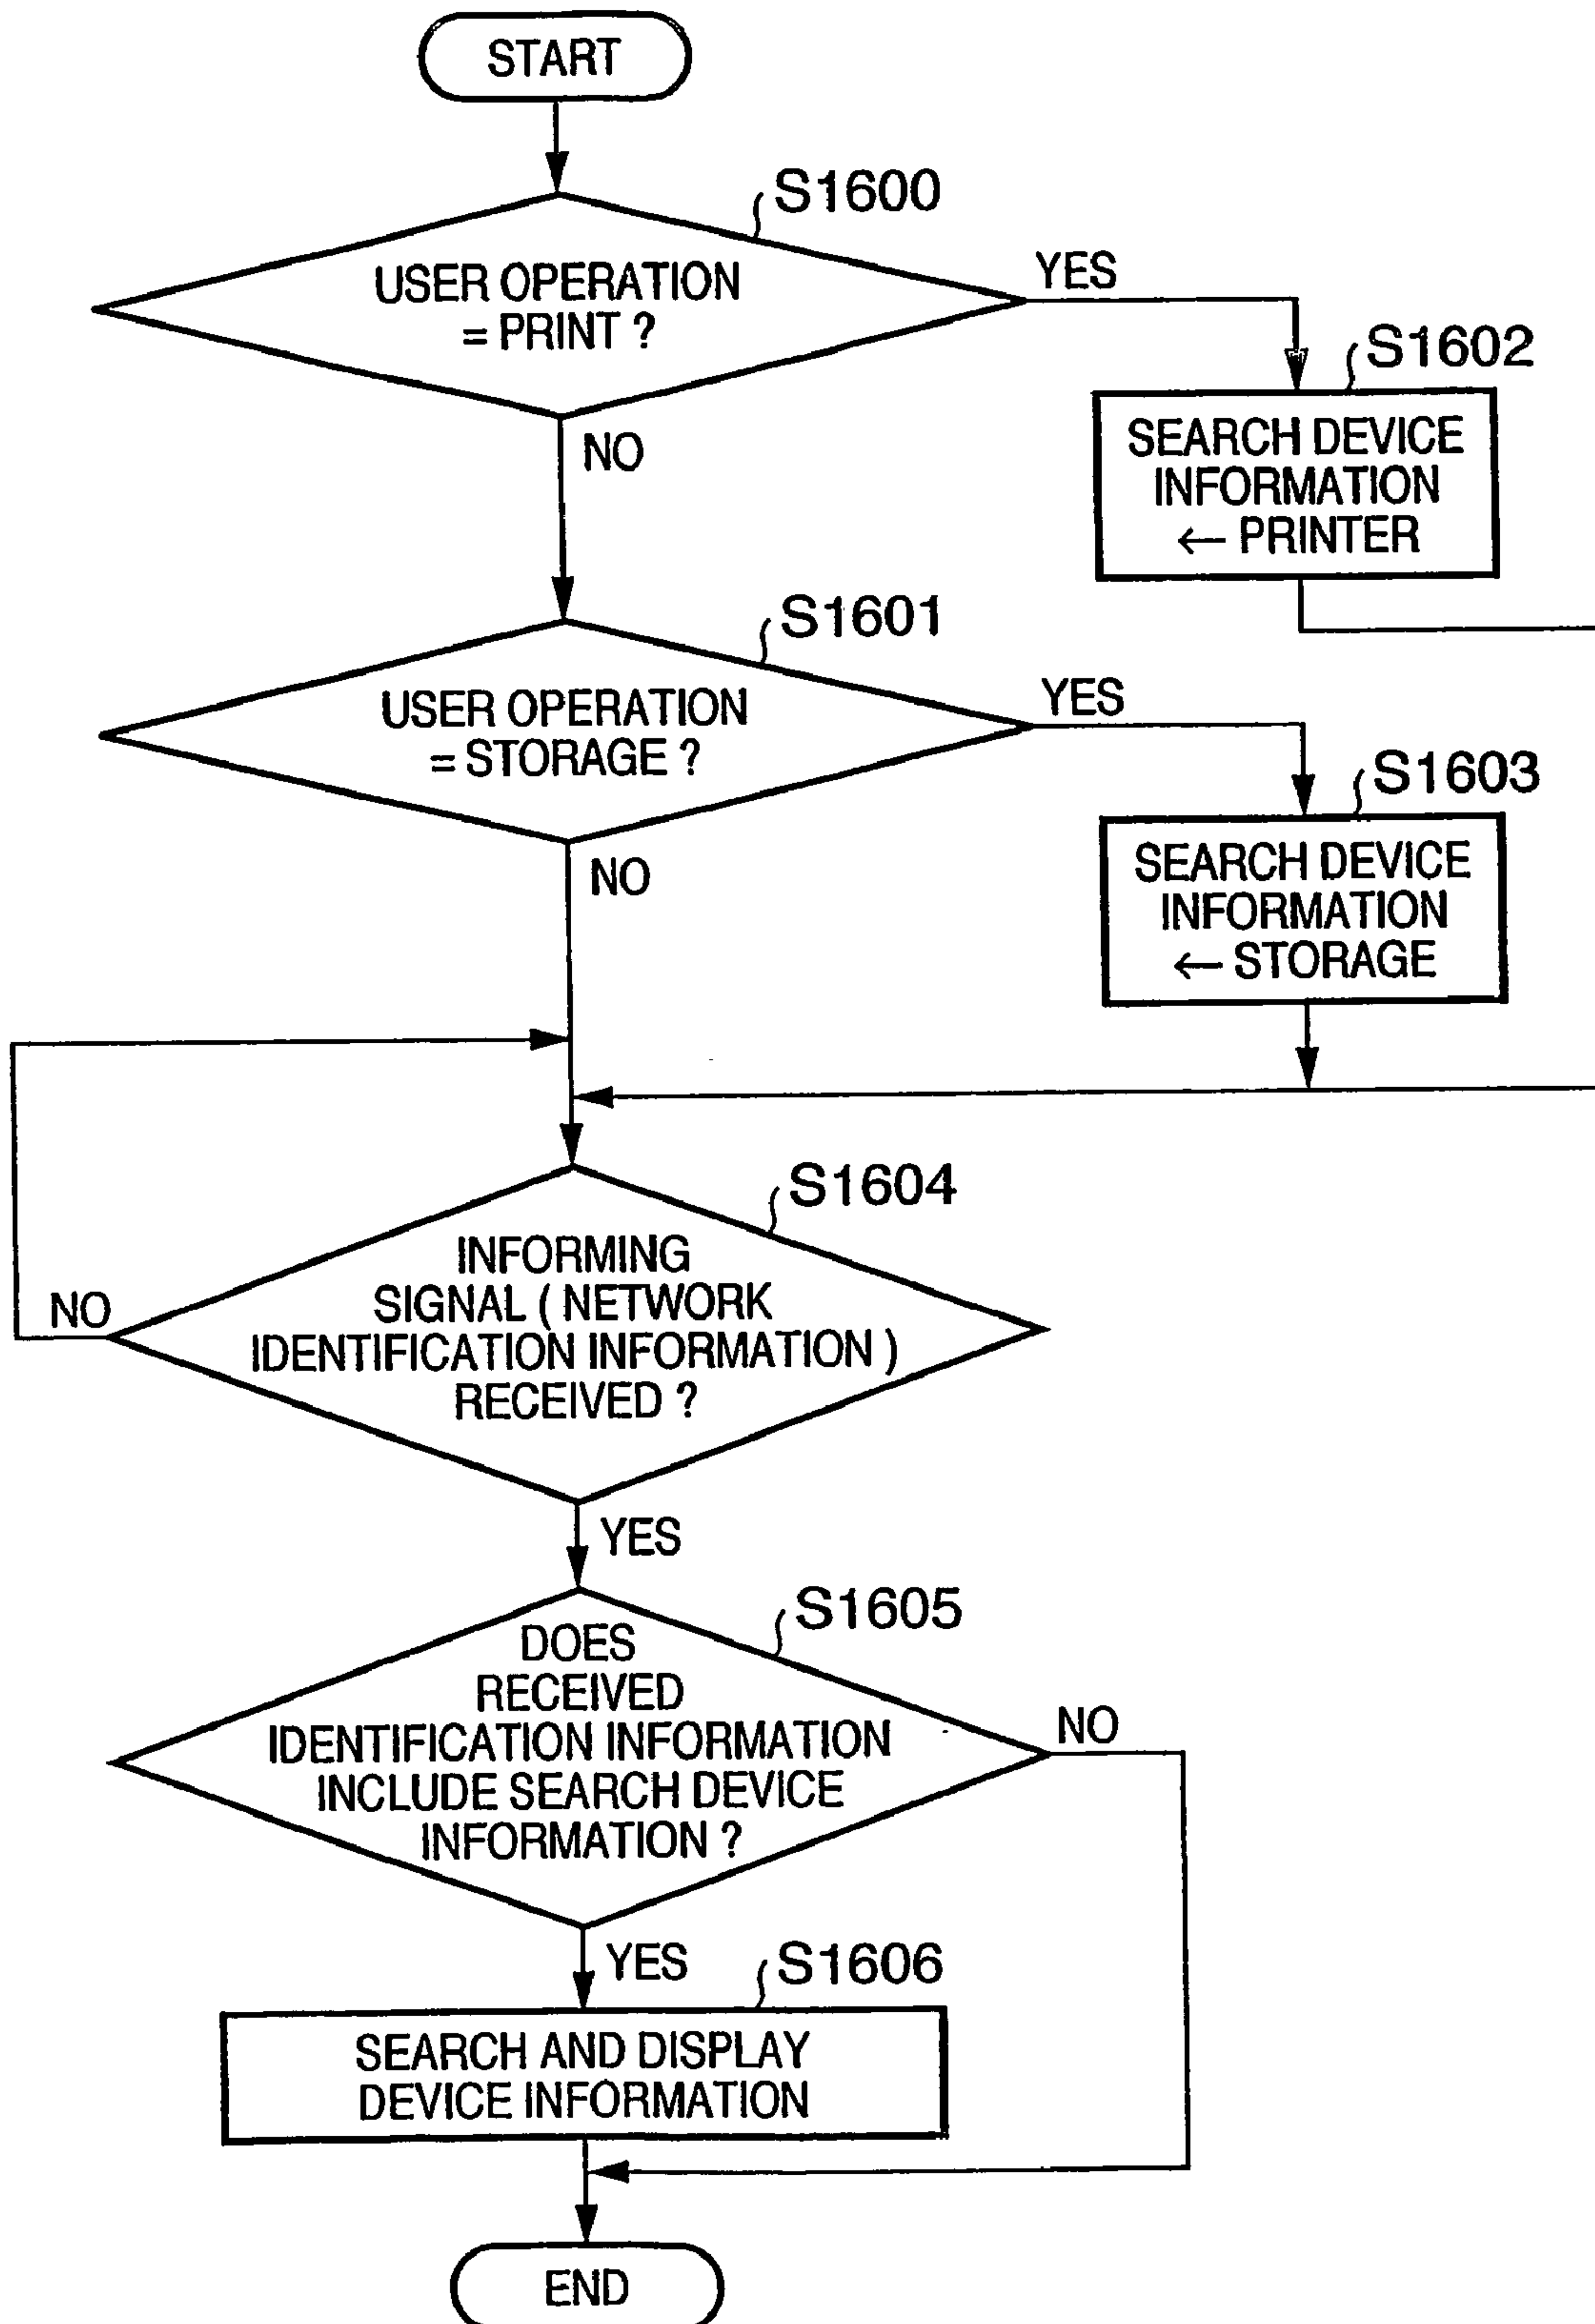 START
S1600
USER OPERATION
= PRINT ?
YES
NO
S1602
SEARCH DEVICE
INFORMATION
← PRINTER
S1601
USER OPERATION
= STORAGE ?
YES
NO
S1603
SEARCH DEVICE
INFORMATION
← STORAGE
S1604
INFORMING
SIGNAL ( NETWORK
IDENTIFICATION INFORMATION )
RECEIVED ?
NO
YES
S1605
DOES
RECEIVED
IDENTIFICATION INFORMATION
INCLUDE SEARCH DEVICE
INFORMATION ?
NO
YES
S1606
SEARCH AND DISPLAY
DEVICE INFORMATION
END